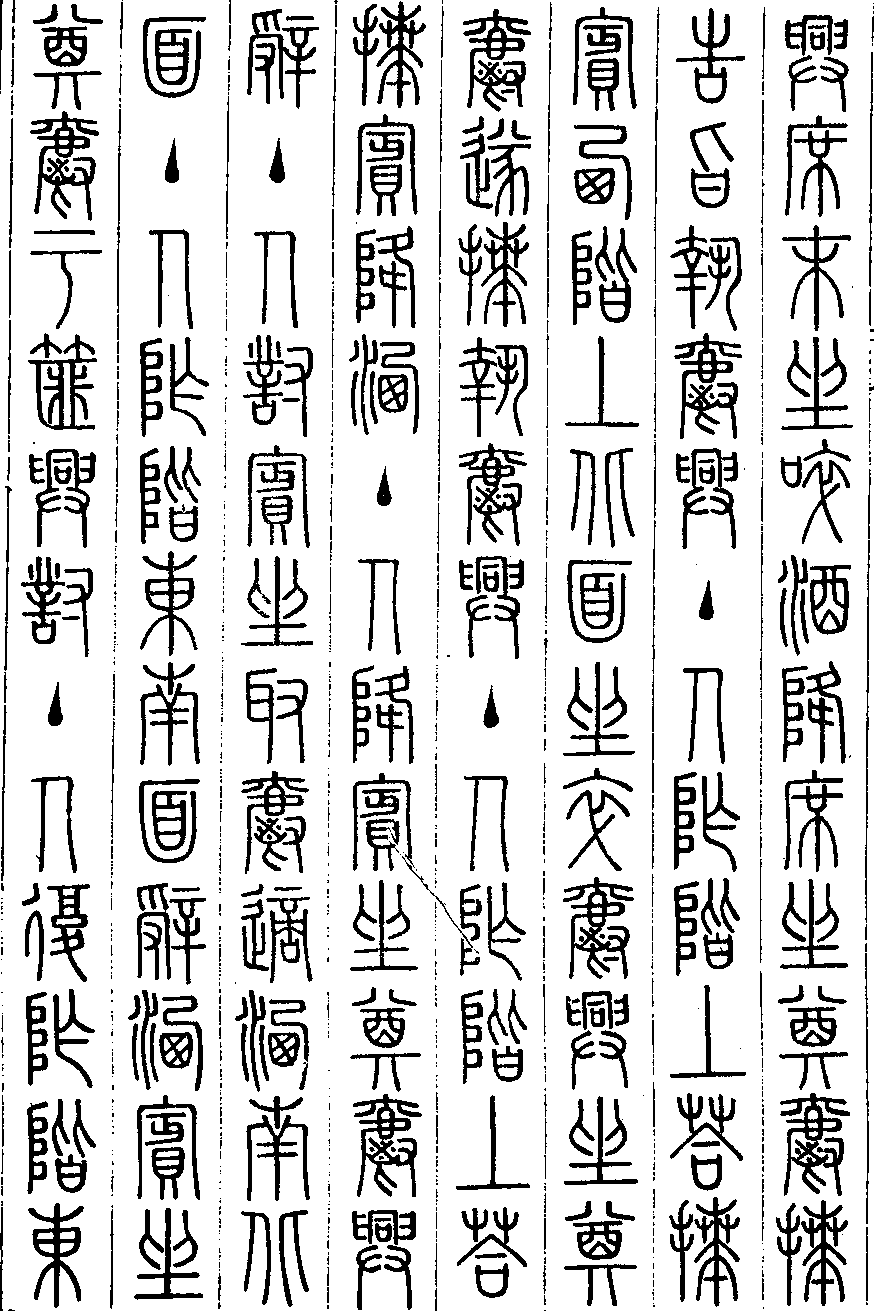 興席末坐啐酒降席坐奠爵拜
告旨執爵興主人阼階上荅拜
賓西階上北面坐卒爵興坐奠
爵遂拜執爵興主人阼階上荅
拜賓降洗主人降賓坐奠爵興
辭主人對賓坐取爵適洗南北
面主人阼階東南面辭洗賓坐
奠爵于篚興對主人復阼階東